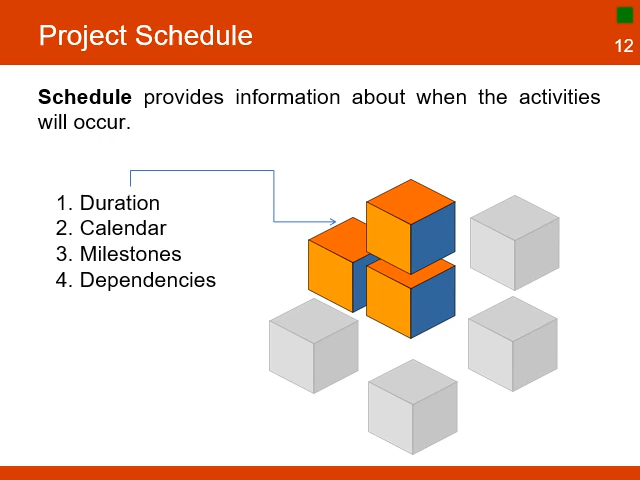 Project Schedule
12
Schedule provides information about when the activities
will occur.
1. Duration
2. Calendar
3. Milestones
4. Dependencies